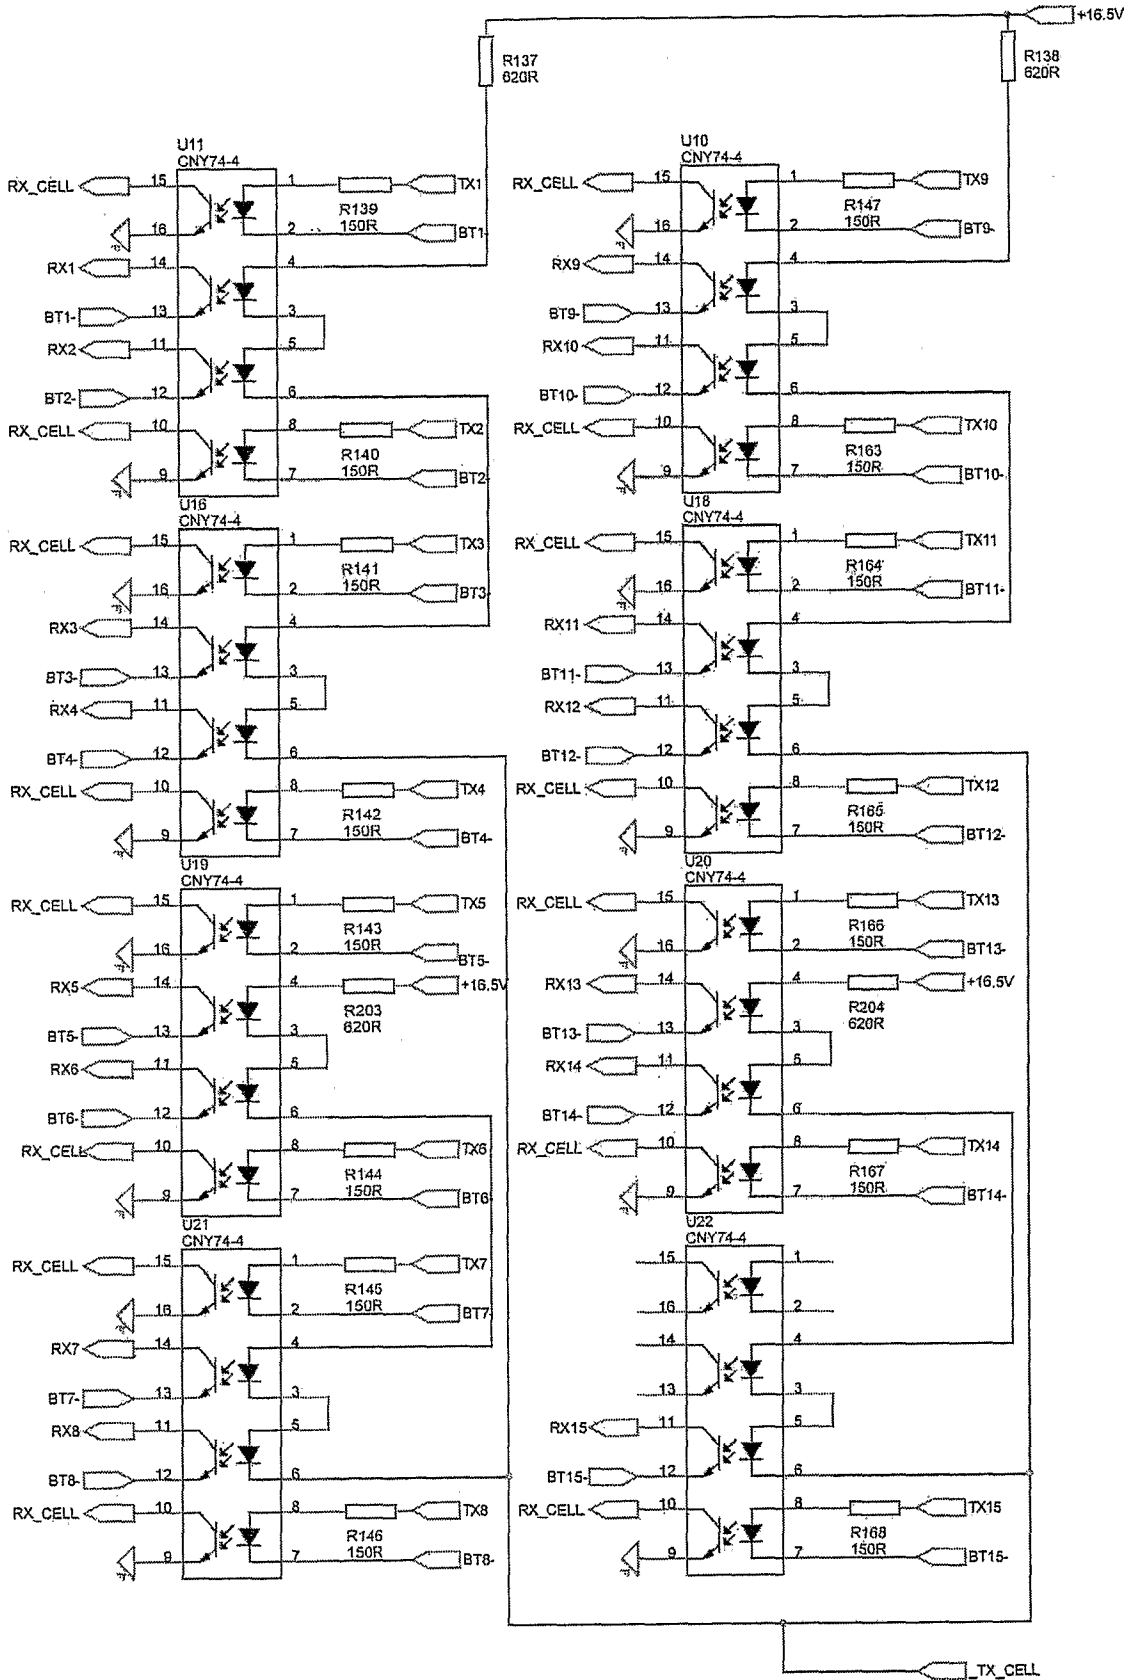 +16.5V
R137
620R
R138
620R
U11
CNY74-4
RX_CELL
15
1
TX1
R139
150R
16
2
BT1-
RX1
14
4
BT1-
13
3
RX2
11
5
BT2-
12
6
RX_CELL
10
8
TX2
R140
150R
9
7
BT2-
U16
CNY74-4
RX_CELL
15
1
TX3
R141
150R
16
2
BT3-
RX3
14
4
BT3-
13
3
RX4
11
5
BT4-
12
6
RX_CELL
10
8
TX4
R142
150R
9
7
BT4-
U19
CNY74-4
RX_CELL
15
1
TX5
R143
150R
16
2
BT5-
RX5
14
4
+16.5V
R203
620R
BT5-
13
3
RX6
11
5
BT6-
12
6
RX_CELL
10
8
TX6
R144
150R
9
7
BT6
U21
CNY74-4
RX_CELL
15
1
TX7
R145
150R
16
2
BT7
RX7
14
4
BT7-
13
3
RX8
11
5
BT8-
12
6
RX_CELL
10
8
TX8
R146
150R
9
7
BT8-
U10
CNY74-4
RX_CELL
15
1
TX9
R147
150R
16
2
BT9-
RX9
14
4
BT9-
13
3
RX10
11
5
BT10-
12
6
RX_CELL
10
8
TX10
R163
150R
9
7
BT10-
U18
CNY74-4
RX_CELL
15
1
TX11
R164
150R
16
2
BT11-
RX11
14
4
BT11-
13
3
RX12
11
5
BT12-
12
6
RX_CELL
10
8
TX12
R165
150R
9
7
BT12-
U20
CNY74-4
RX_CELL
15
1
TX13
R166
150R
16
2
BT13-
RX13
14
4
+16.5V
R204
620R
BT13-
13
3
RX14
11
5
BT14-
12
6
RX_CELL
10
8
TX14
R167
150R
9
7
BT14-
U22
CNY74-4
15
1
16
2
14
4
13
3
RX15
11
5
BT15-
12
6
RX_CELL
10
8
TX15
R168
150R
9
7
BT15-
_TX_CELL